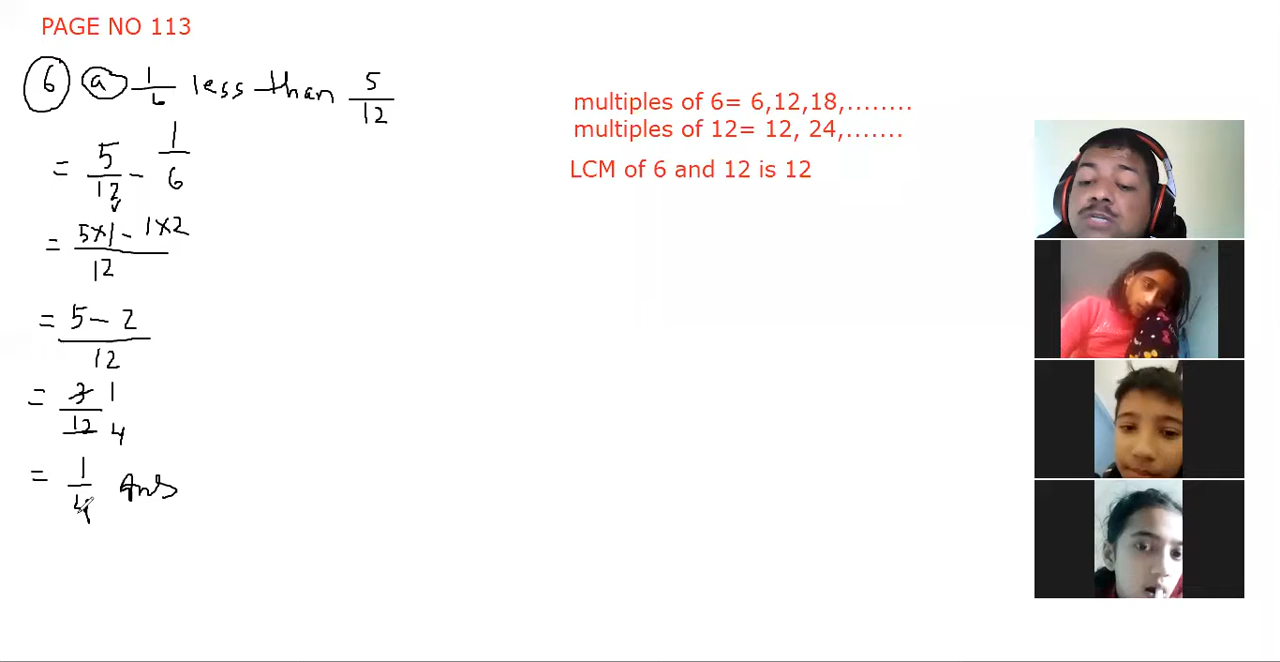 PAGE NO 113
6 a 1/6 less than 5/12
= 5/12 - 1/6
= 5×1 - 1×2 / 12
= 5 - 2 / 12
= 3/12 1 4
= 1/4 Ans
multiples of 6= 6,12,18,........
multiples of 12= 12, 24,.......
LCM of 6 and 12 is 12